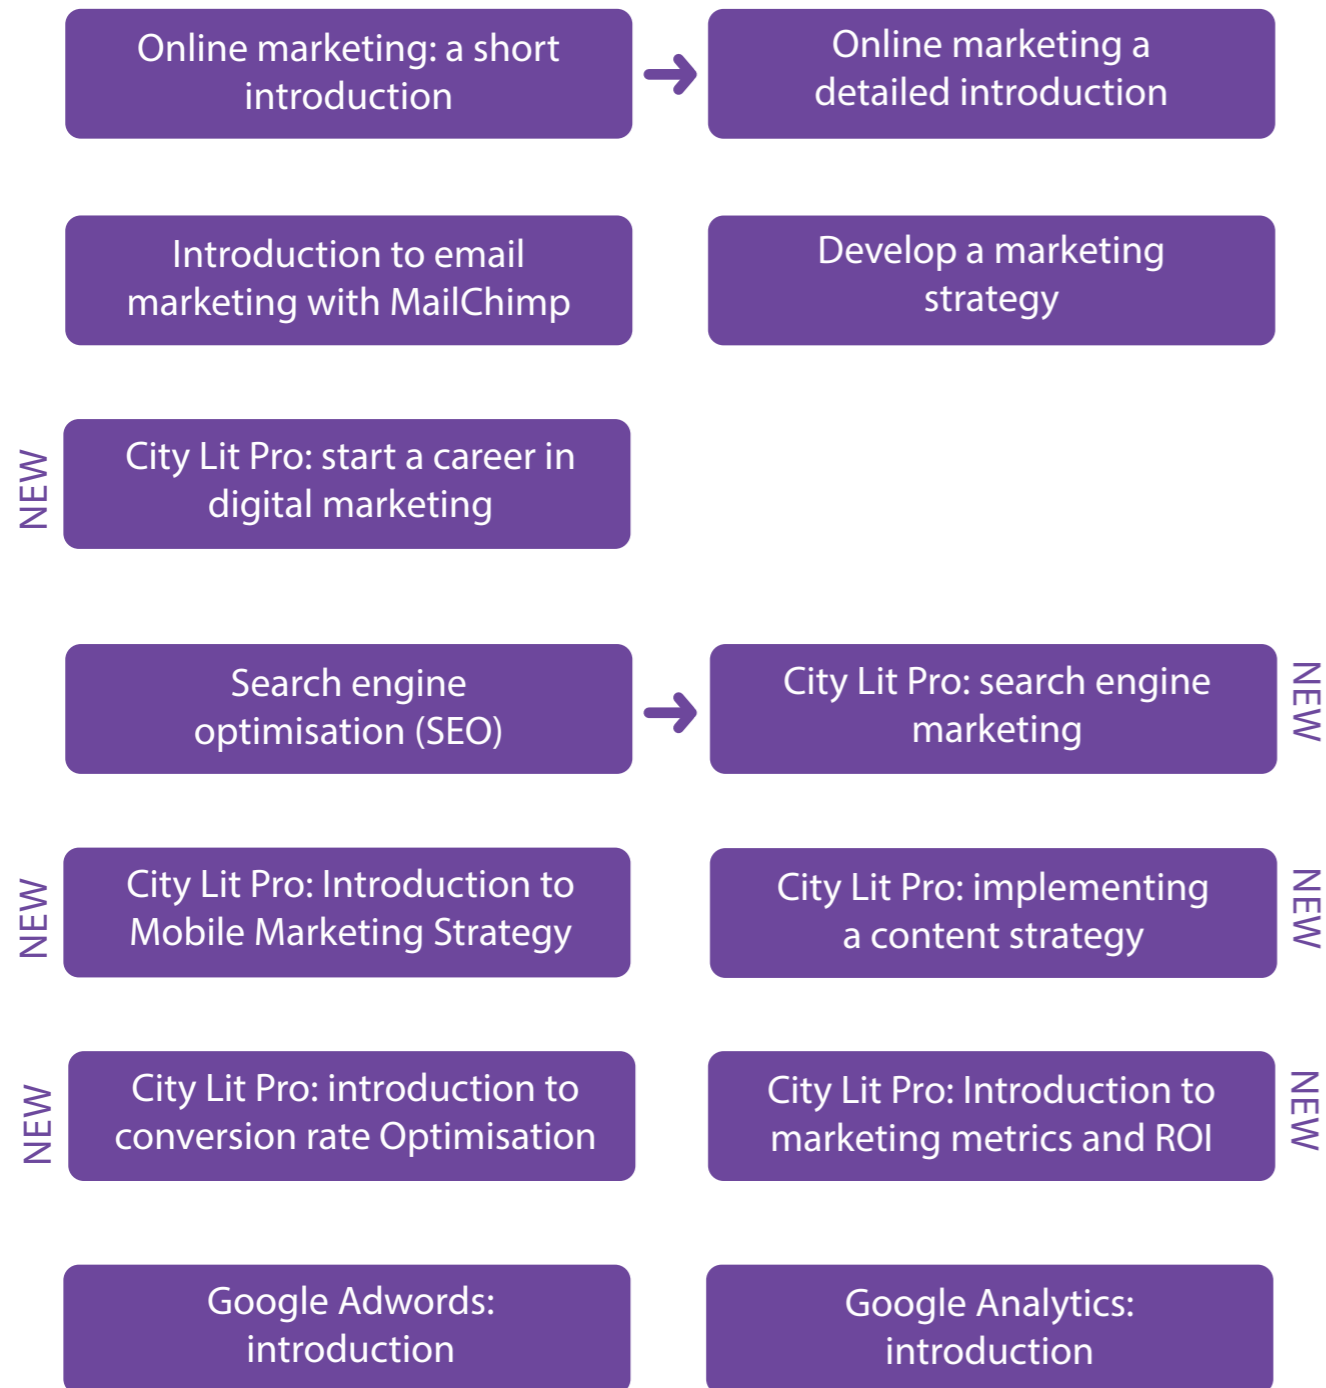 Online marketing: a short
introduction
Online marketing a
detailed introduction
Introduction to email
marketing with MailChimp
Develop a marketing
strategy
NEW
City Lit Pro: start a career in
digital marketing
Search engine
optimisation (SEO)
City Lit Pro: search engine
marketing
NEW
NEW
City Lit Pro: Introduction to
Mobile Marketing Strategy
City Lit Pro: implementing
a content strategy
NEW
NEW
City Lit Pro: introduction to
conversion rate Optimisation
City Lit Pro: Introduction to
marketing metrics and ROI
NEW
Google Adwords:
introduction
Google Analytics:
introduction